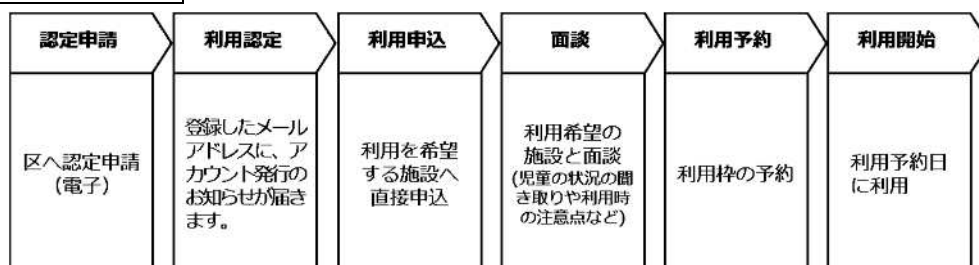 認定申請
利用認定
利用申込
面談
利用予約
利用開始
区へ認定申請
(電子)
登録したメール
アドレスに、ア
カウント発行の
お知らせが届き
ます。
利用を希望
する施設へ
直接申込
利用希望の
施設と面談
(児童の状況の聞
き取りや利用時
の注意点など)
利用枠の予約
利用予約日
に利用